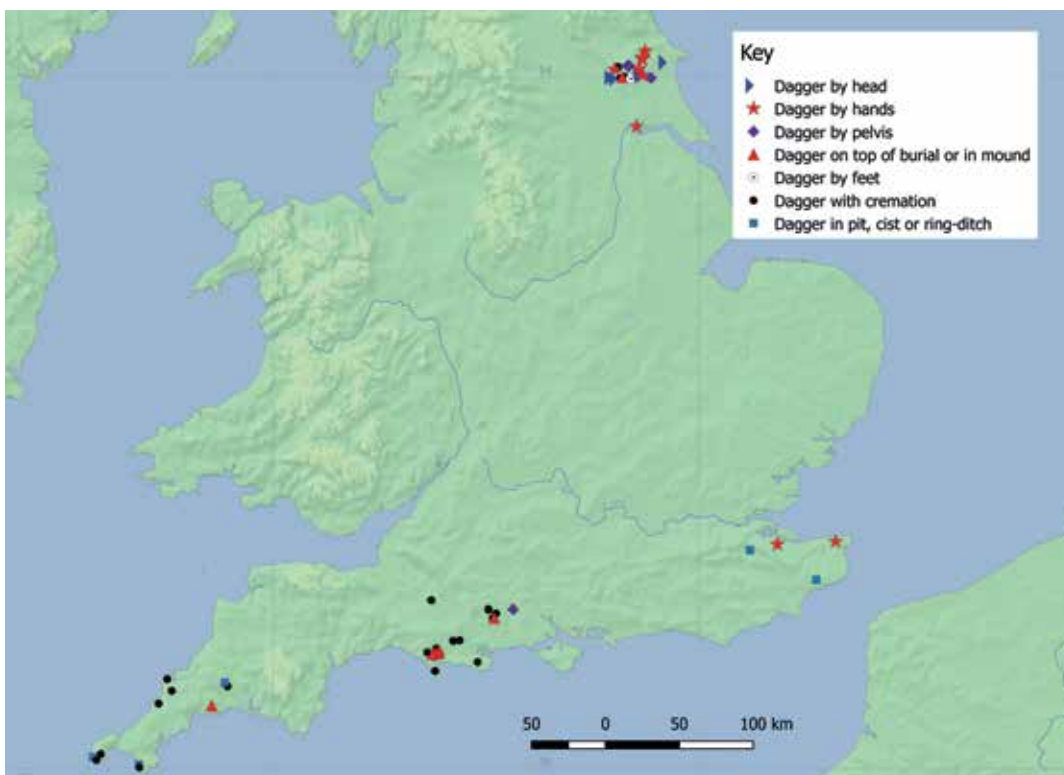 Key
Dagger by head
Dagger by hands
Dagger by pelvis
Dagger on top of burial or in mound
Dagger by feet
Dagger with cremation
Dagger in pit, cist or ring-ditch
50 0 50 100 km